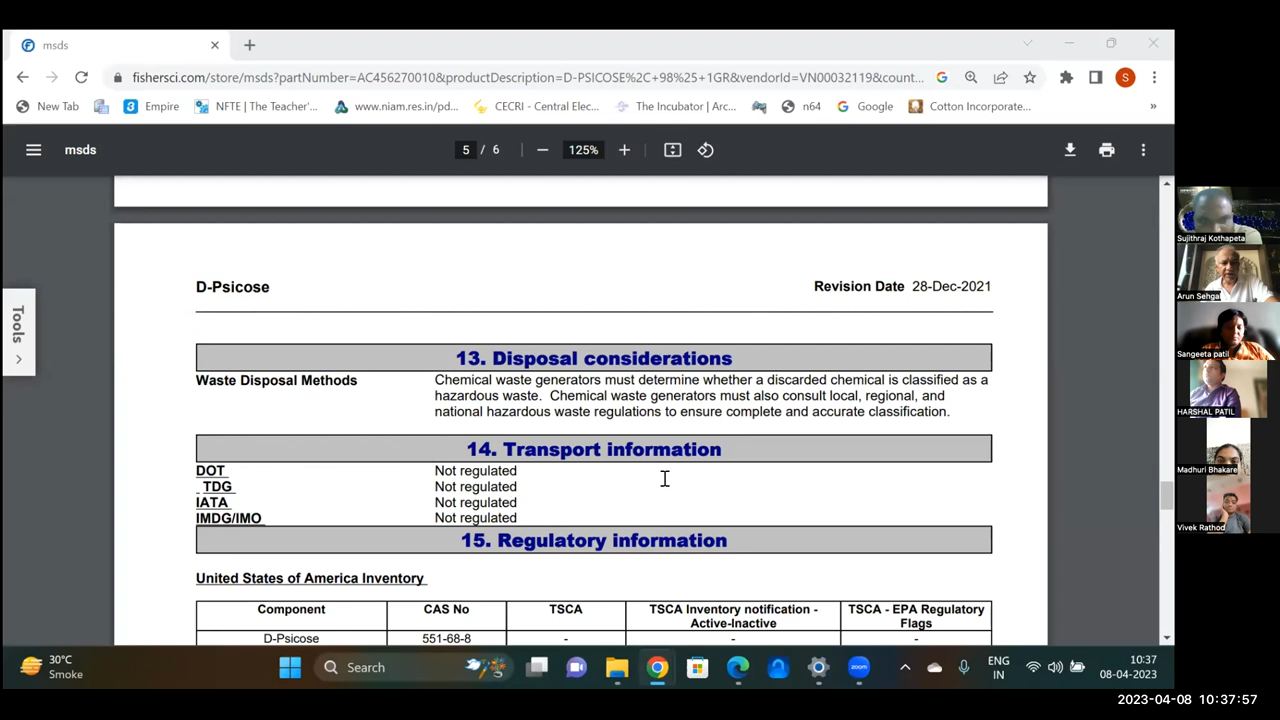 msds
fishersci.com/store/msds?partNumber=AC456270010&productDescription=D-PSICOSE%2C+98%25+1GR&vendorId=VN00032119&count...
S
New Tab
3 Empire
NFTE | The Teacher'...
www.niam.res.in/pd...
CECRI - Central Elec...
The Incubator | Arc...
u64
Google
Cotton Incorporate...
»
msds
5 / 6
125%
Tools
D-Psicose
Revision Date 28-Dec-2021
13. Disposal considerations
Waste Disposal Methods
Chemical waste generators must determine whether a discarded chemical is classified as a
hazardous waste. Chemical waste generators must also consult local, regional, and
national hazardous waste regulations to ensure complete and accurate classification.
14. Transport information
DOT Not regulated
TDG Not regulated
IATA Not regulated
IMDG/IMO Not regulated
15. Regulatory information
United States of America Inventory
Component CAS No TSCA TSCA Inventory notification - Active-Inactive TSCA - EPA Regulatory Flags
D-Psicose 551-68-8 - - -
Sujithraj Kothapeta
Arun Sehgal
Sangeeta patil
HARSHAL PATIL
Madhuri Bhakare
Vivek Rathod
30°C
Smoke
Search
zoom
ENG
IN
10:37
08-04-2023
2023-04-08 10:37:57